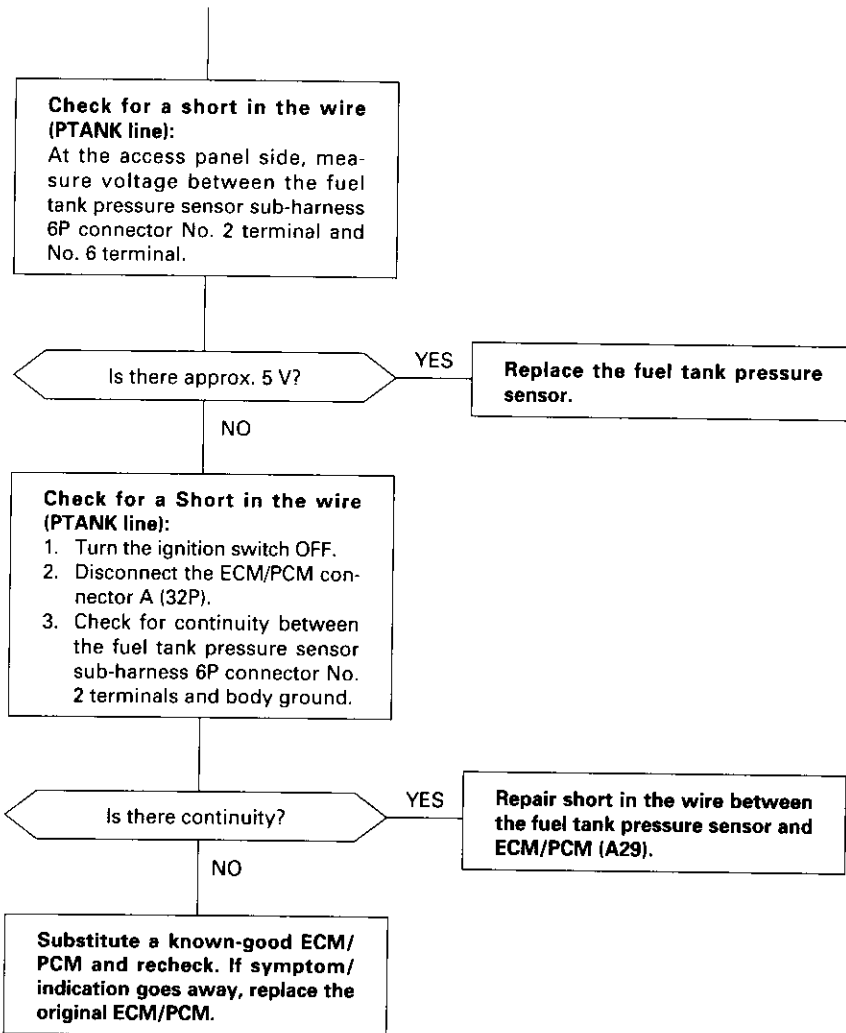 Check for a short in the wire
(PTANK line):
At the access panel side, mea-
sure voltage between the fuel
tank pressure sensor sub-harness
6P connector No. 2 terminal and
No. 6 terminal.
Is there approx. 5 V?
YES
Replace the fuel tank pressure
sensor.
NO
Check for a Short in the wire
(PTANK line):
1. Turn the ignition switch OFF.
2. Disconnect the ECM/PCM con-
nector A (32P).
3. Check for continuity between
the fuel tank pressure sensor
sub-harness 6P connector No.
2 terminals and body ground.
Is there continuity?
YES
Repair short in the wire between
the fuel tank pressure sensor and
ECM/PCM (A29).
NO
Substitute a known-good ECM/
PCM and recheck. If symptom/
indication goes away, replace the
original ECM/PCM.